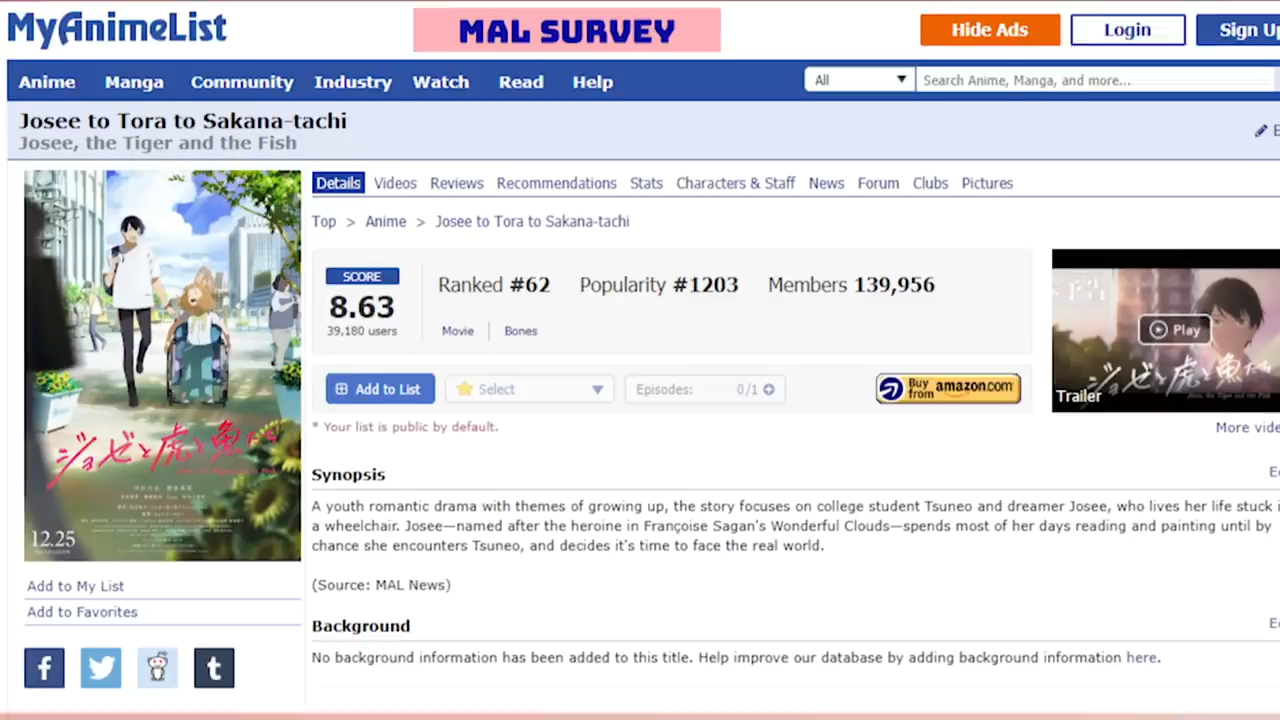 MyAnimeList
MAL SURVEY
Hide Ads
Login
Sign Up
Anime
Manga
Community
Industry
Watch
Read
Help
All
Search Anime, Manga, and more...
Josee to Tora to Sakana-tachi
Josee, the Tiger and the Fish
Details
Videos
Reviews
Recommendations
Stats
Characters & Staff
News
Forum
Clubs
Pictures
Top > Anime > Josee to Tora to Sakana-tachi
SCORE
8.63
39,180 users
Ranked #62
Popularity #1203
Members 139,956
Movie
Bones
Play
Trailer
ジョゼと虎と魚たち
Add to List
Select
Episodes: 0/1
Buy from amazon.com
* Your list is public by default.
More vide
Synopsis
A youth romantic drama with themes of growing up, the story focuses on college student Tsuneo and dreamer Josee, who lives her life stuck i
a wheelchair. Josee—named after the heroine in Françoise Sagan's Wonderful Clouds—spends most of her days reading and painting until by
chance she encounters Tsuneo, and decides it's time to face the real world.
(Source: MAL News)
Background
No background information has been added to this title. Help improve our database by adding background information here.
ジョゼと虎と魚たち
12.25
Add to My List
Add to Favorites